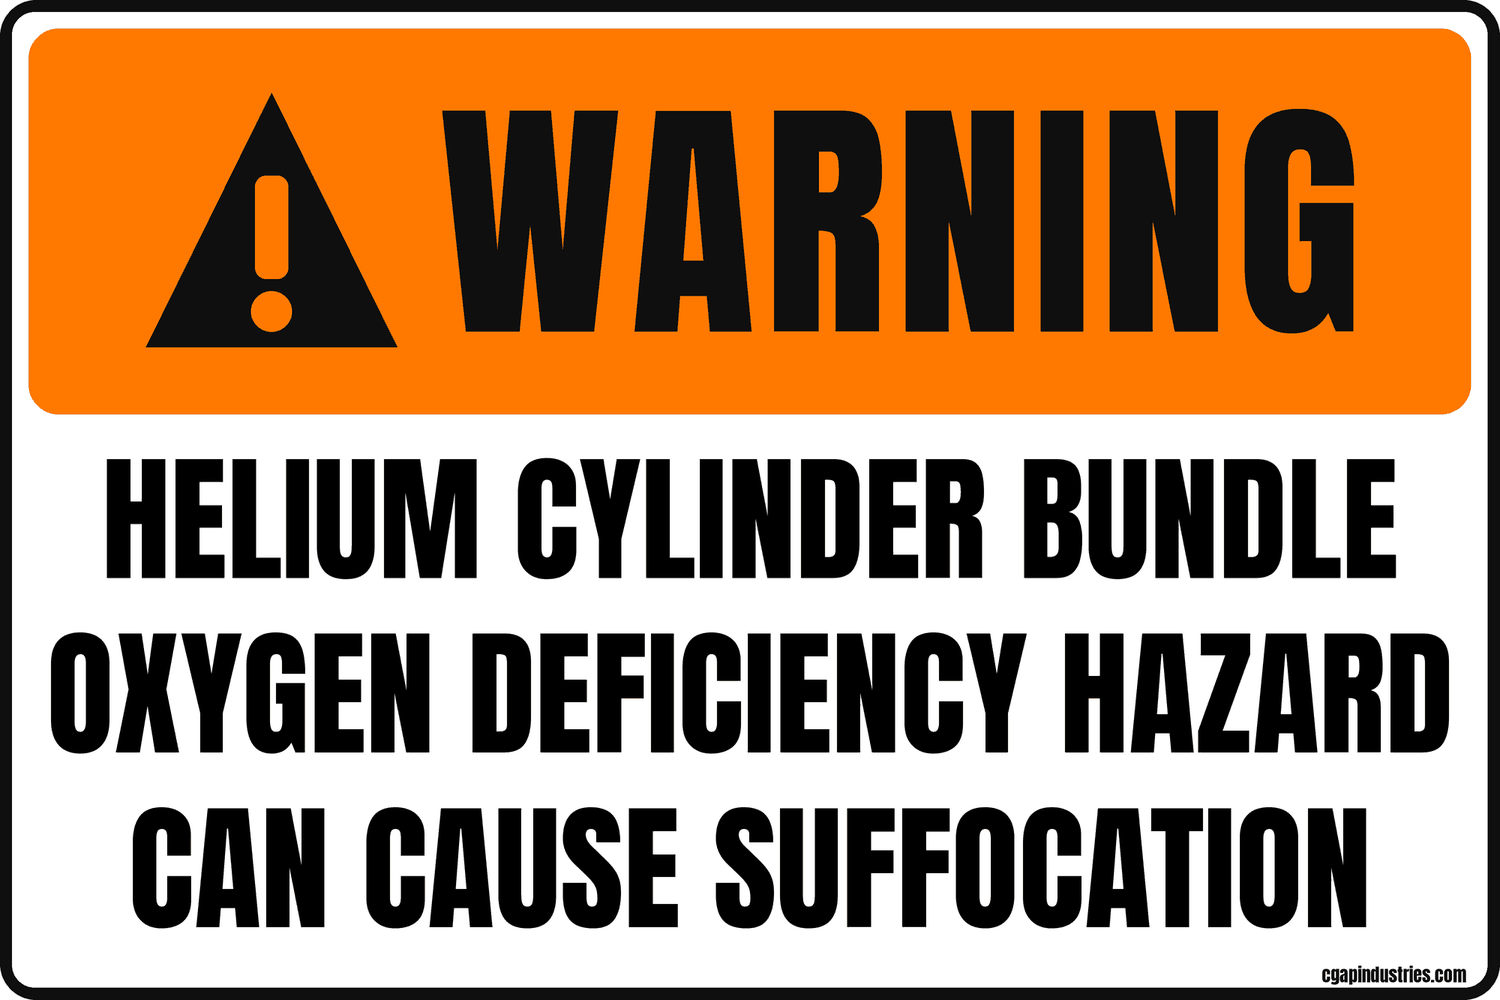 WARNING
HELIUM CYLINDER BUNDLE
OXYGEN DEFICIENCY HAZARD
CAN CAUSE SUFFOCATION
cgapindustries.com